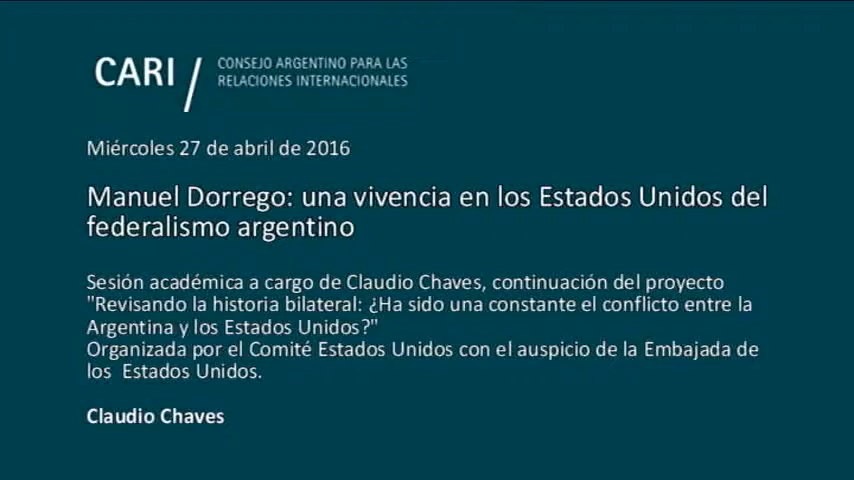 CARI
CONSEJO ARGENTINO PARA LAS
RELACIONES INTERNACIONALES
Miércoles 27 de abril de 2016
Manuel Dorrego: una vivencia en los Estados Unidos del
federalismo argentino
Sesión académica a cargo de Claudio Chaves, continuación del proyecto
"Revisando la historia bilateral: ¿Ha sido una constante el conflicto entre la
Argentina y los Estados Unidos?"
Organizada por el Comité Estados Unidos con el auspicio de la Embajada de
los Estados Unidos.
Claudio Chaves